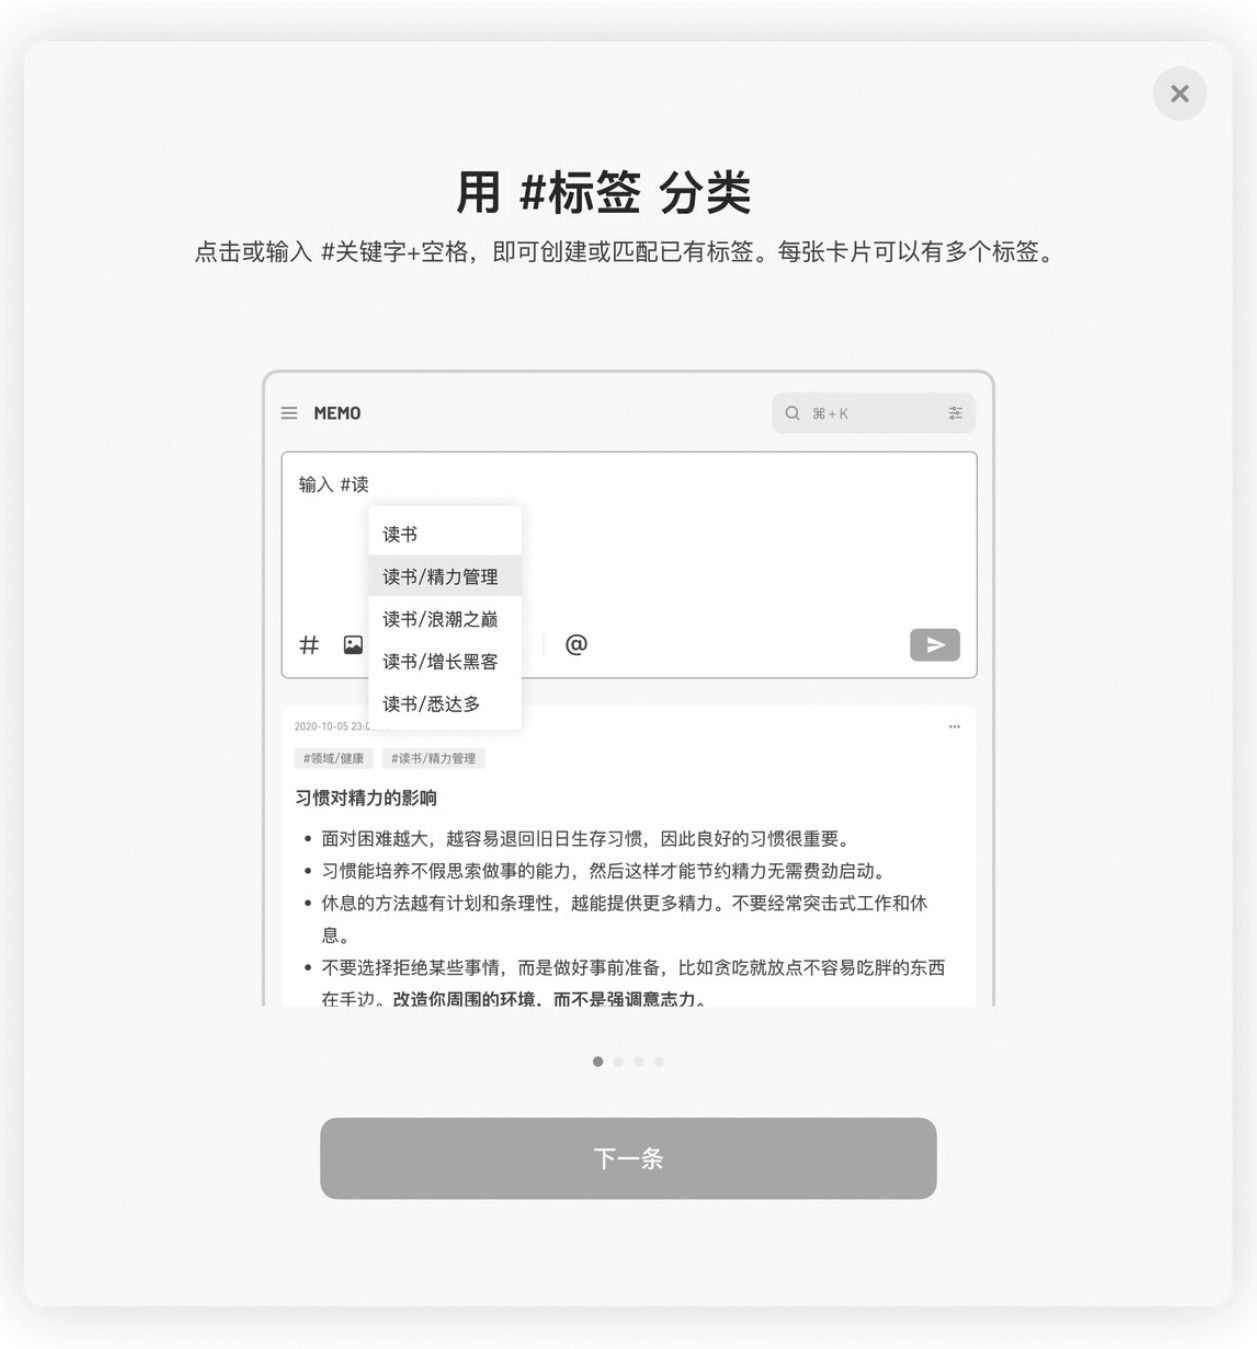 用 #标签 分类
点击或输入 #关键字+空格，即可创建或匹配已有标签。每张卡片可以有多个标签。
MEMO
⌘ + K
输入 #读
读书
读书/精力管理
读书/浪潮之巅
读书/增长黑客
读书/悉达多
@
2020-10-05 23:0
#领域/健康 #读书/精力管理
习惯对精力的影响
• 面对困难越大，越容易退回旧日生存习惯，因此良好的习惯很重要。
• 习惯能培养不假思索做事的能力，然后这样才能节约精力无需费劲启动。
• 休息的方法越有计划和条理性，越能提供更多精力。不要经常突击式工作和休
息。
• 不要选择拒绝某些事情，而是做好事前准备，比如贪吃就放点不容易吃胖的东西
在手边。改造你周围的环境，而不是强调意志力。
下一条